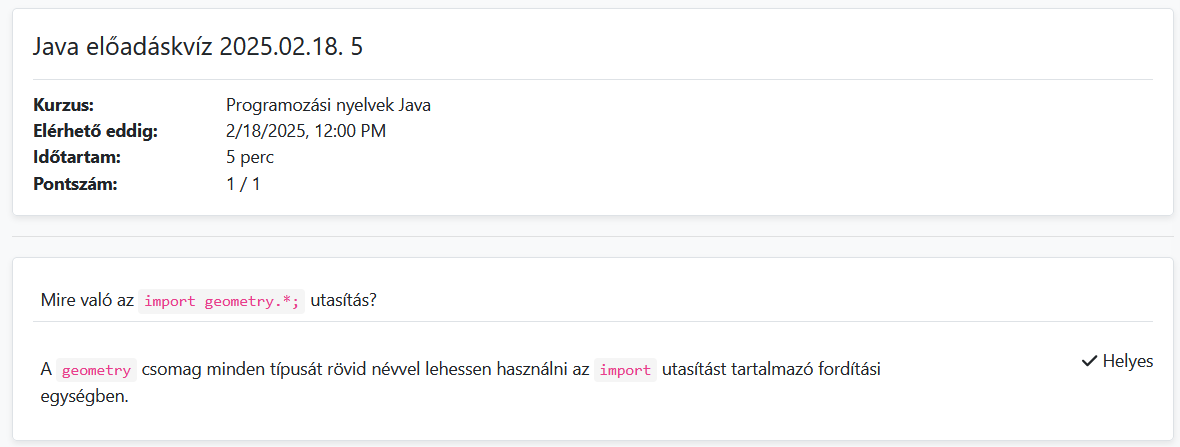 Java előadáskvíz 2025.02.18. 5
Kurzus: Programozási nyelvek Java
Elérhető eddig: 2/18/2025, 12:00 PM
Időtartam: 5 perc
Pontszám: 1 / 1
Mire való az import geometry.*; utasítás?
A geometry csomag minden típusát rövid névvel lehessen használni az import utasítást tartalmazó fordítási
egységben.
Helyes